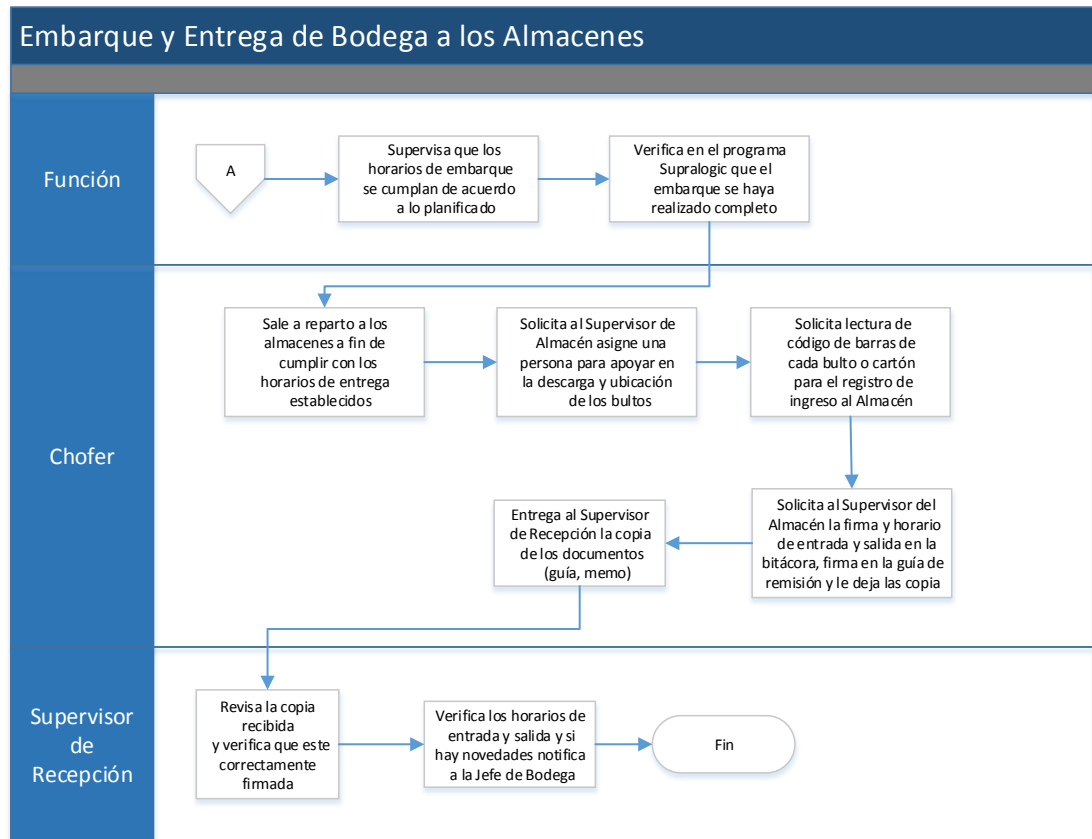 Embarque y Entrega de Bodega a los Almacenes
Función
A
Supervisa que los
horarios de embarque
se cumplan de acuerdo
a lo planificado
Verifica en el programa
Supralogic que el
embarque se haya
realizado completo
Chofer
Sale a reparto a los
almacenes a fin de
cumplir con los
horarios de entrega
establecidos
Solicita al Supervisor de
Almacén asigne una
persona para apoyar en
la descarga y ubicación
de los bultos
Solicita lectura de
código de barras de
cada bulto o cartón
para el registro de
ingreso al Almacén
Solicita al Supervisor del
Almacén la firma y horario
de entrada y salida en la
bitácora, firma en la guía de
remisión y le deja las copia
Entrega al Supervisor
de Recepción la copia
de los documentos
(guía, memo)
Supervisor
de
Recepción
Revisa la copia
recibida
y verifica que este
correctamente
firmada
Verifica los horarios de
entrada y salida y si
hay novedades notifica
a la Jefe de Bodega
Fin